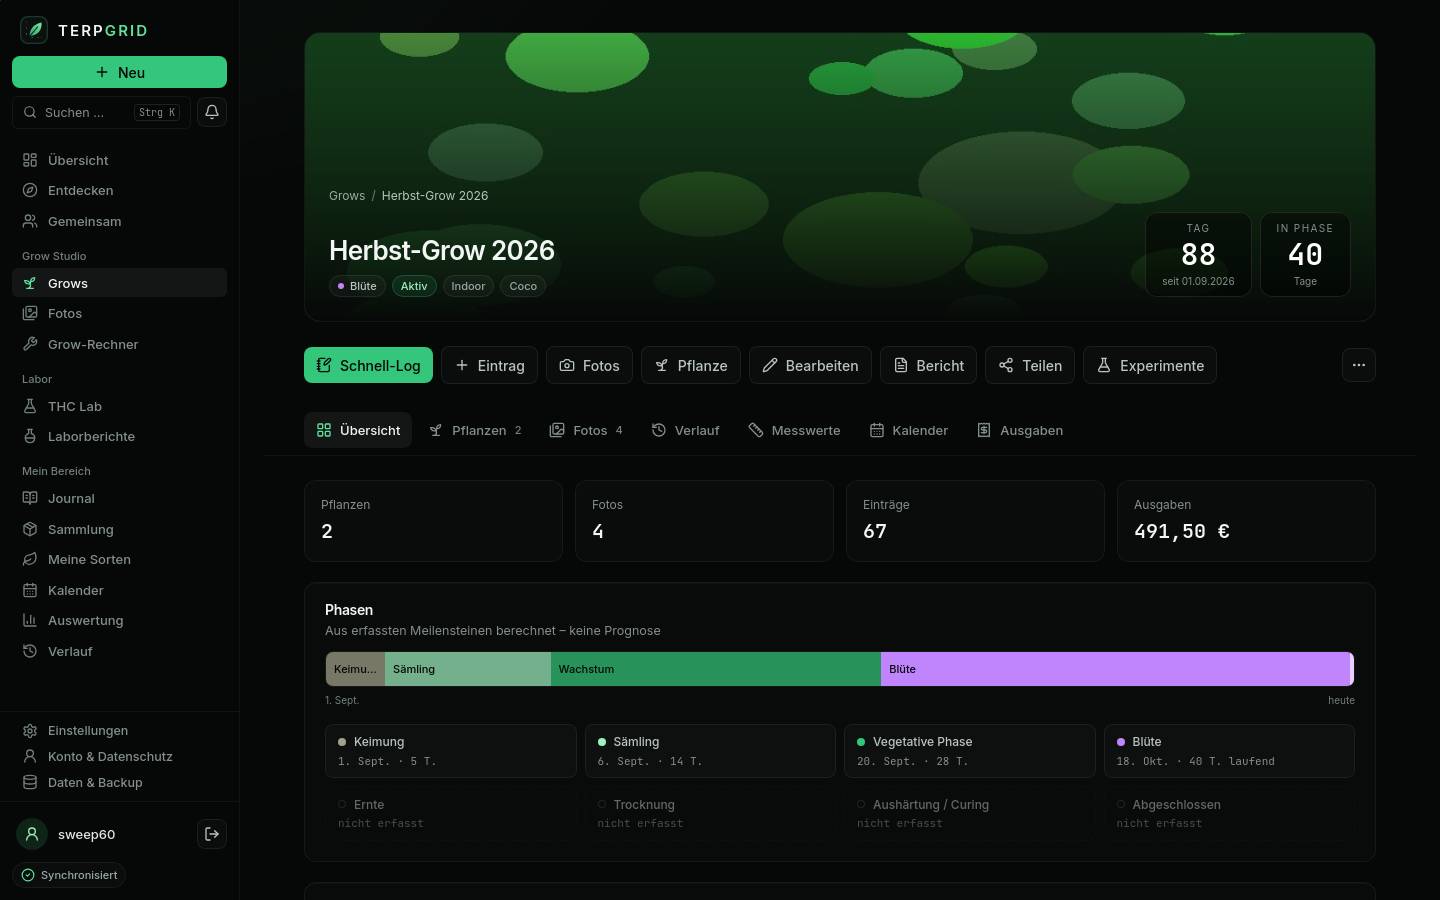 TERPGRID
Neu
Suchen ... Strg K
Übersicht
Entdecken
Gemeinsam
Grow Studio
Grows
Fotos
Grow-Rechner
Labor
THC Lab
Laborberichte
Mein Bereich
Journal
Sammlung
Meine Sorten
Kalender
Auswertung
Verlauf
Einstellungen
Konto & Datenschutz
Daten & Backup
sweep60
Synchronisiert
Grows / Herbst-Grow 2026
Herbst-Grow 2026
Blüte Aktiv Indoor Coco
TAG
88
seit 01.09.2026
IN PHASE
40
Tage
Schnell-Log Eintrag Fotos Pflanze Bearbeiten Bericht Teilen Experimente
Übersicht Pflanzen 2 Fotos 4 Verlauf Messwerte Kalender Ausgaben
Pflanzen
2
Fotos
4
Einträge
67
Ausgaben
491,50 €
Phasen
Aus erfassten Meilensteinen berechnet – keine Prognose
Keimu... Sämling Wachstum Blüte
1. Sept. heute
Keimung
1. Sept. · 5 T.
Sämling
6. Sept. · 14 T.
Vegetative Phase
20. Sept. · 28 T.
Blüte
18. Okt. · 40 T. laufend
Ernte
nicht erfasst
Trocknung
nicht erfasst
Aushärtung / Curing
nicht erfasst
Abgeschlossen
nicht erfasst